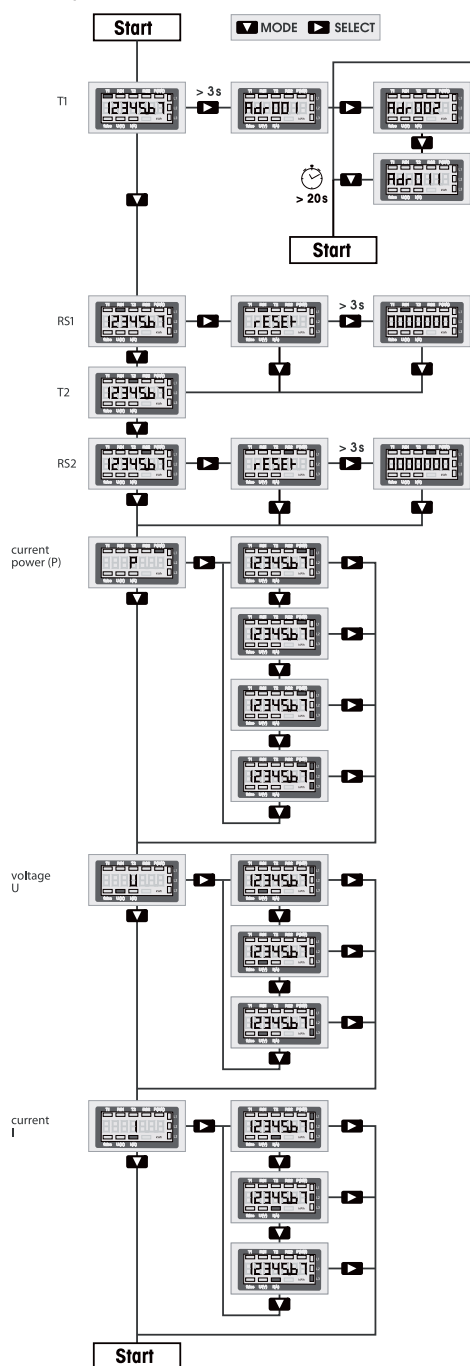 Start
MODE SELECT
T1
1234567
> 3s
Adr 001
Adr 002
Adr 011
> 20s
Start
RS1
1234567
rESEt
> 3s
0000000
T2
1234567
RS2
1234567
rESEt
> 3s
0000000
current
power (P)
P
1234567
1234567
1234567
1234567
voltage
U
U
1234567
1234567
1234567
current
I
I
1234567
1234567
1234567
Start